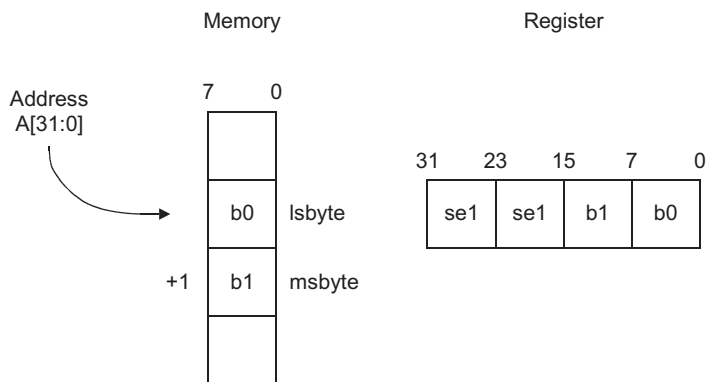 Memory
Register
Address
A[31:0]
7 0
31 23 15 7 0
b0 lsbyte
se1 se1 b1 b0
+1 b1 msbyte